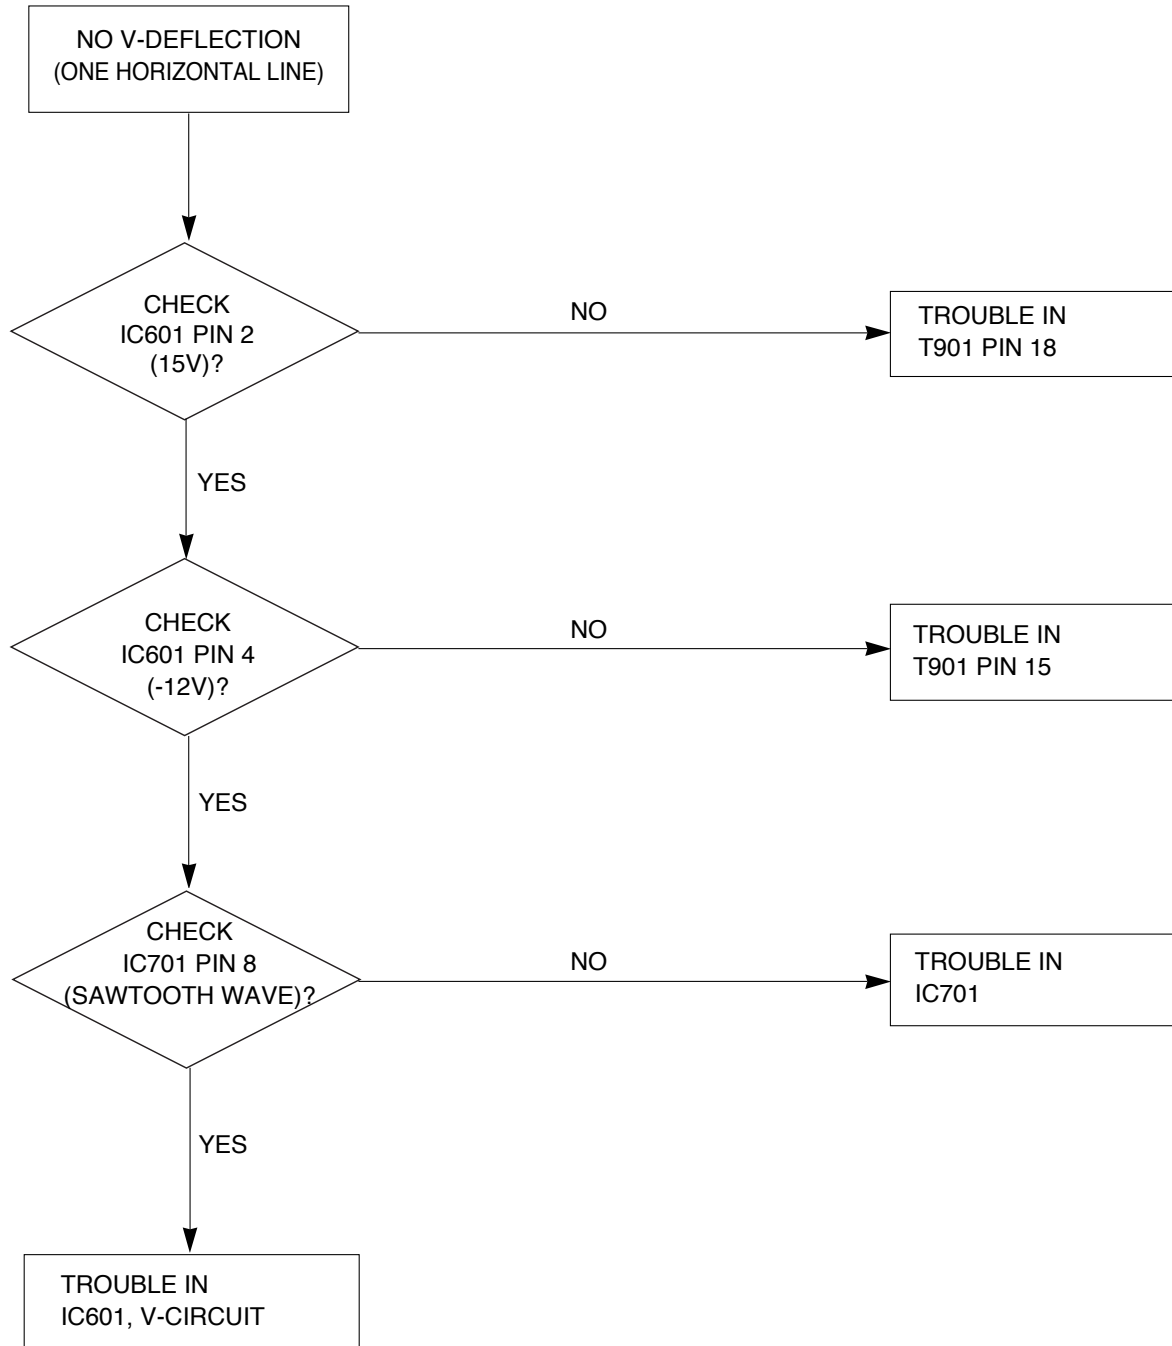 NO V-DEFLECTION
(ONE HORIZONTAL LINE)
CHECK
IC601 PIN 2
(15V)?
NO
TROUBLE IN
T901 PIN 18
YES
CHECK
IC601 PIN 4
(-12V)?
NO
TROUBLE IN
T901 PIN 15
YES
CHECK
IC701 PIN 8
(SAWTOOTH WAVE)?
NO
TROUBLE IN
IC701
YES
TROUBLE IN
IC601, V-CIRCUIT